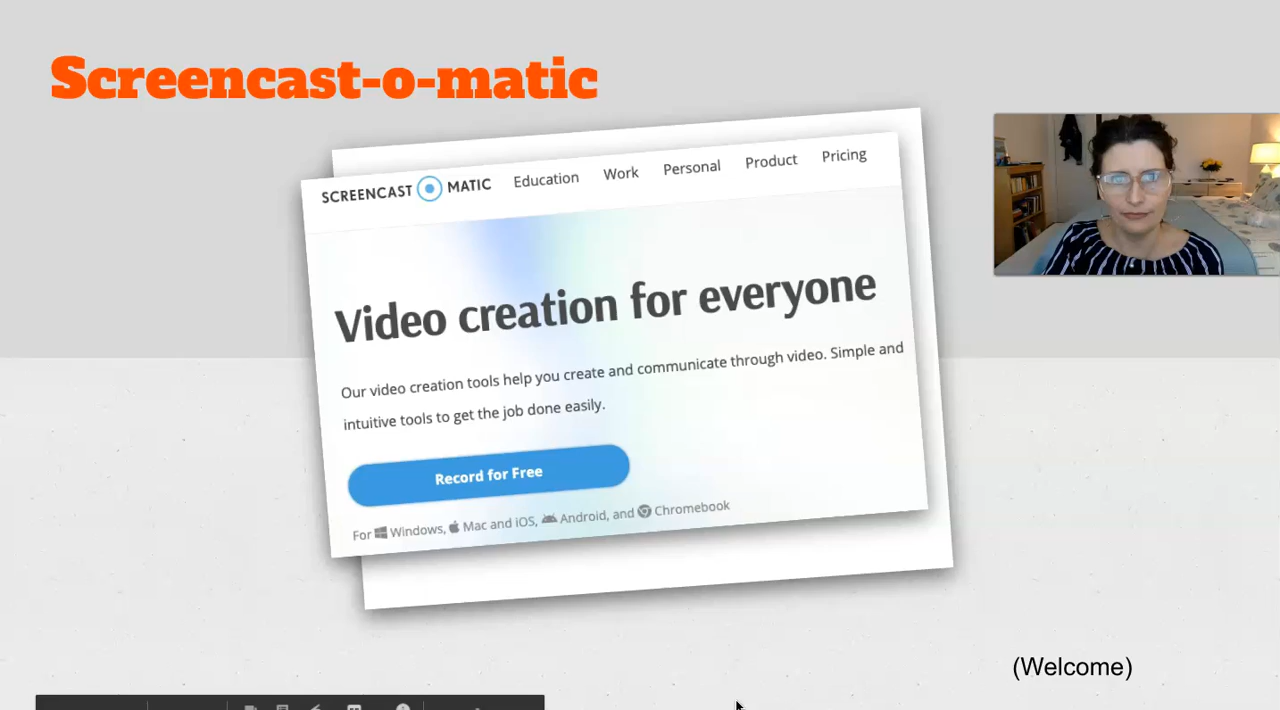 Screencast-o-matic
SCREENCAST MATIC Education Work Personal Product Pricing
Video creation for everyone
Our video creation tools help you create and communicate through video. Simple and
intuitive tools to get the job done easily.
Record for Free
For Windows, Mac and iOS, Android, and Chromebook
(Welcome)